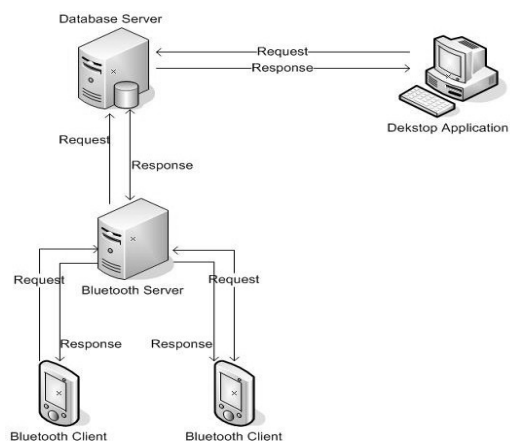 Database Server
Request
Response
Dekstop Application
Request
Response
Bluetooth Server
Request
Request
Response
Response
Bluetooth Client
Bluetooth Client